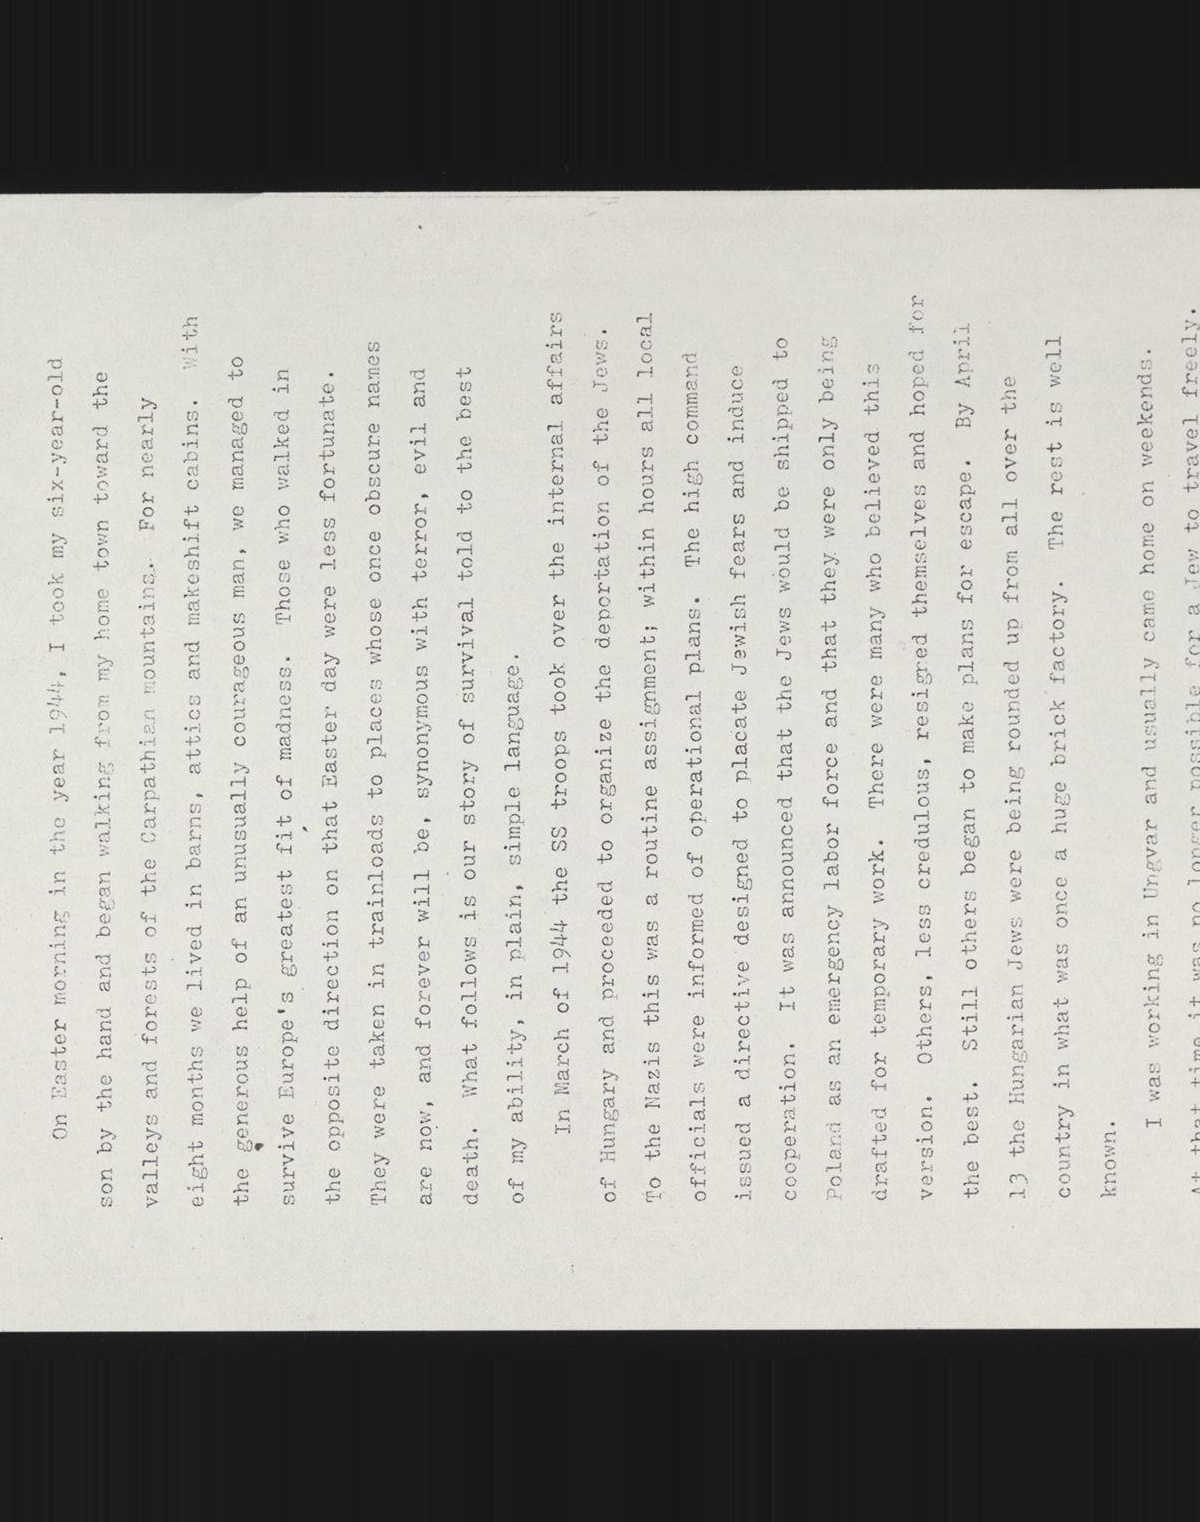 On Easter morning in the year 1944, I took my six-year-old
son by the hand and began walking from my home town toward the
valleys and forests of the Carpathian mountains. For nearly
eight months we lived in barns, attics and makeshift cabins. With
the generous help of an unusually courageous man, we managed to
survive Europe's greatest fit of madness. Those who walked in
the opposite direction on that Easter day were less fortunate.
They were taken in trainloads to places whose once obscure names
are now, and forever will be, synonymous with terror, evil and
death. What follows is our story of survival told to the best
of my ability, in plain, simple language.
In March of 1944 the SS troops took over the internal affairs
of Hungary and proceeded to organize the deportation of the Jews.
To the Nazis this was a routine assignment; within hours all local
officials were informed of operational plans. The high command
issued a directive designed to placate Jewish fears and induce
cooperation. It was announced that the Jews would be shipped to
Poland as an emergency labor force and that they were only being
drafted for temporary work. There were many who believed this
version. Others, less credulous, resigned themselves and hoped for
the best. Still others began to make plans for escape. By April
13 the Hungarian Jews were being rounded up from all over the
country in what was once a huge brick factory. The rest is well
known.
I was working in Ungvar and usually came home on weekends.
At that time it was no longer possible for a Jew to travel freely.